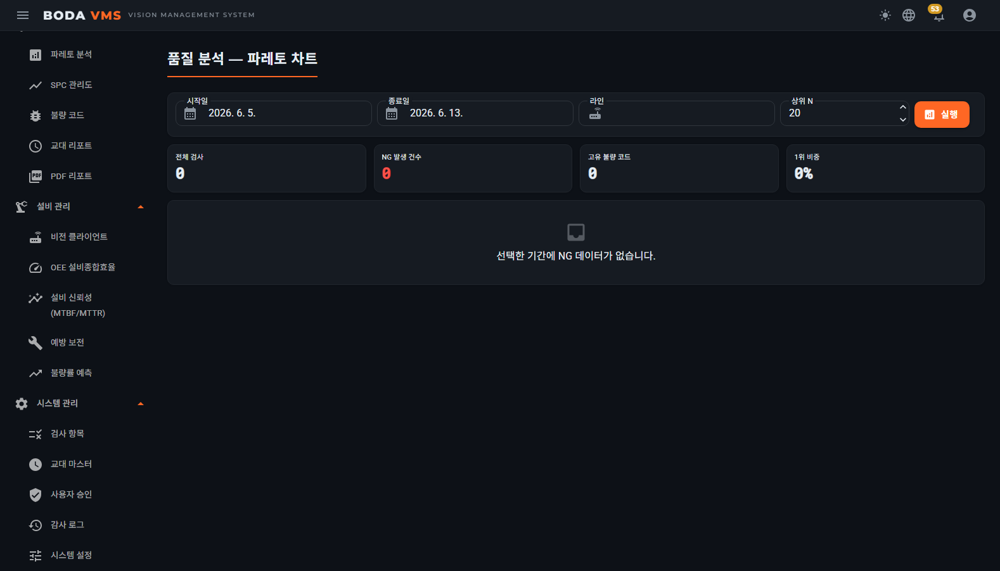 BODA VMS VISION MANAGEMENT SYSTEM
53
파레토 분석
SPC 관리도
불량 코드
교대 리포트
PDF
PDF 리포트
설비 관리
비전 클라이언트
OEE 설비종합효율
설비 신뢰성
(MTBF/MTTR)
예방 보전
불량률 예측
시스템 관리
검사 항목
교대 마스터
사용자 승인
감사 로그
시스템 설정
품질 분석 — 파레토 차트
시작일
2026. 6. 5.
종료일
2026. 6. 13.
라인
상위 N
20
실행
전체 검사
0
NG 발생 건수
0
고유 불량 코드
0
1위 비중
0%
선택한 기간에 NG 데이터가 없습니다.